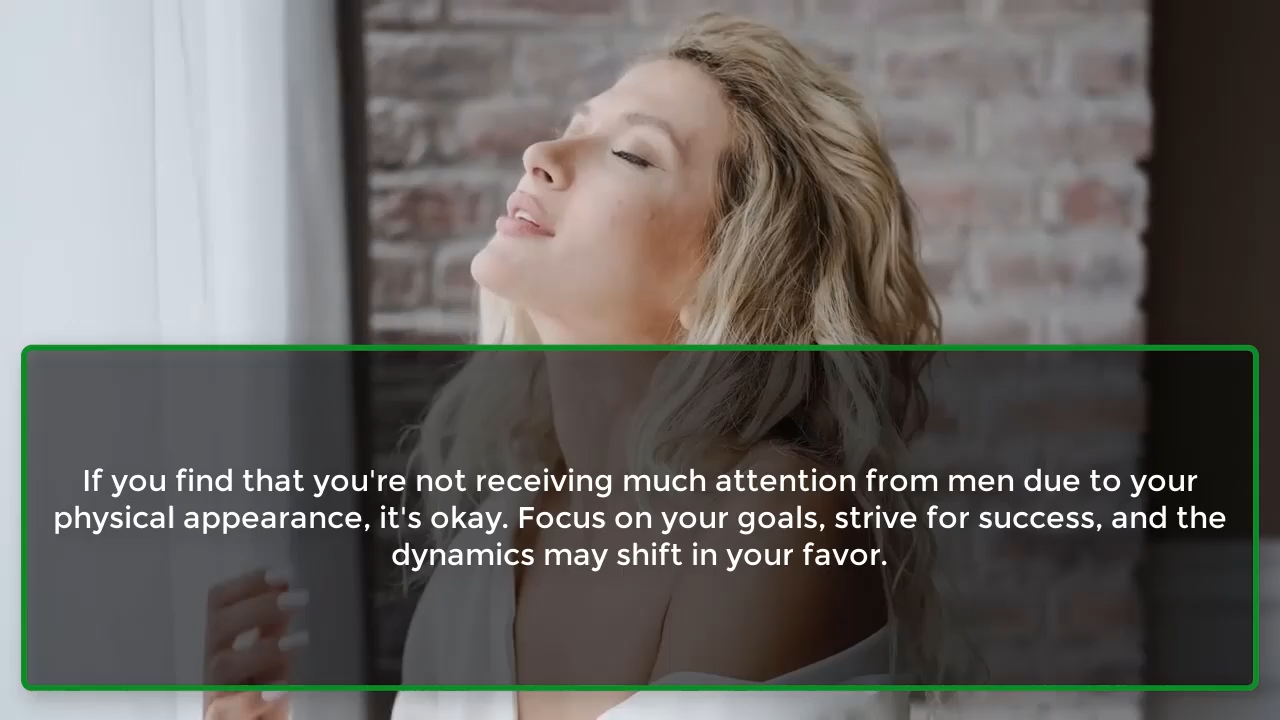 If you find that you're not receiving much attention from men due to your
physical appearance, it's okay. Focus on your goals, strive for success, and the
dynamics may shift in your favor.